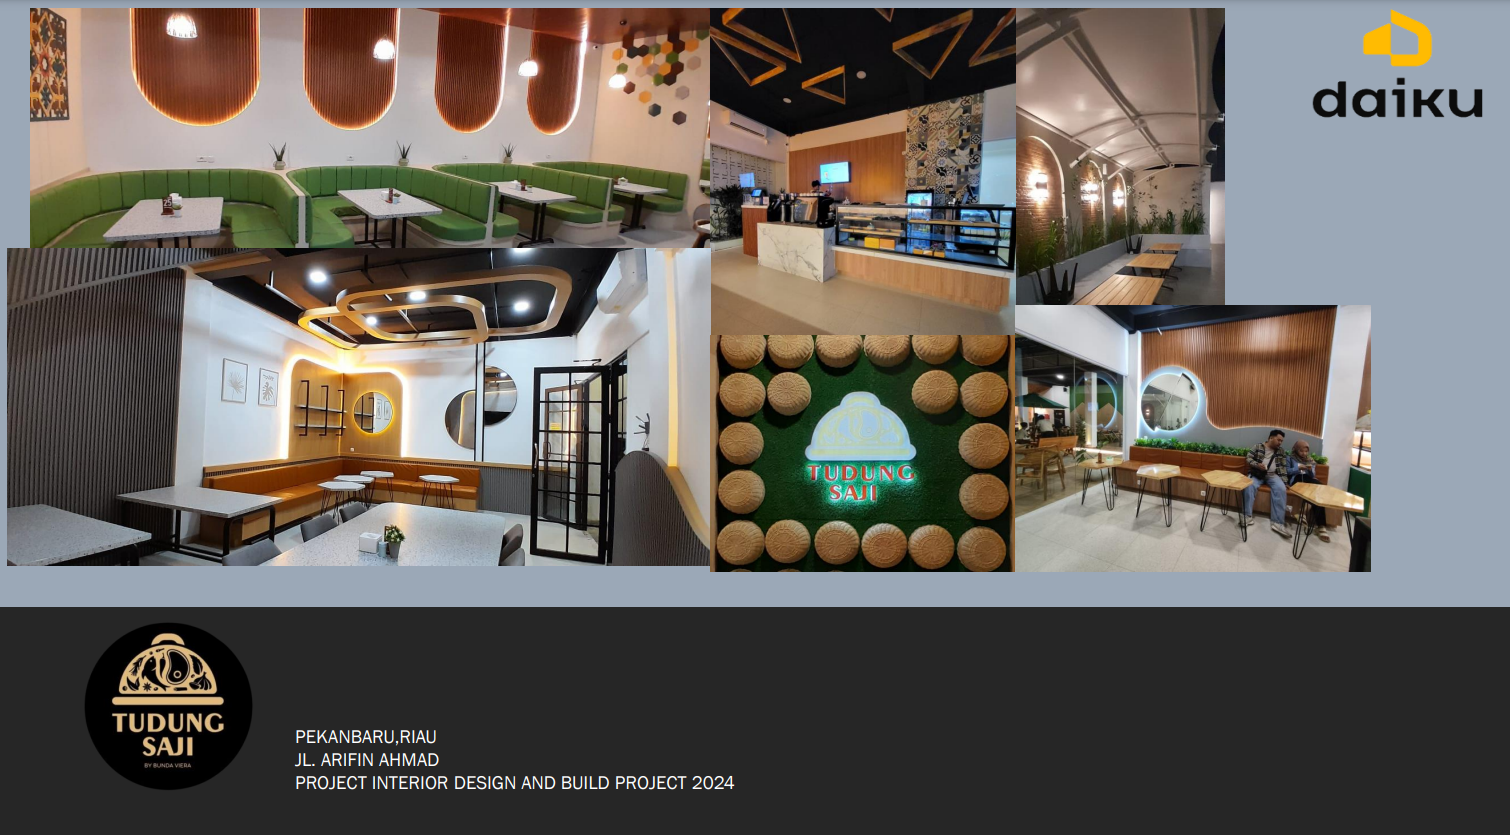 daiku
TUDUNG
SAJI
TUDUNG
SAJI
BY BUNDA VIERA
PEKANBARU,RIAU
JL. ARIFIN AHMAD
PROJECT INTERIOR DESIGN AND BUILD PROJECT 2024